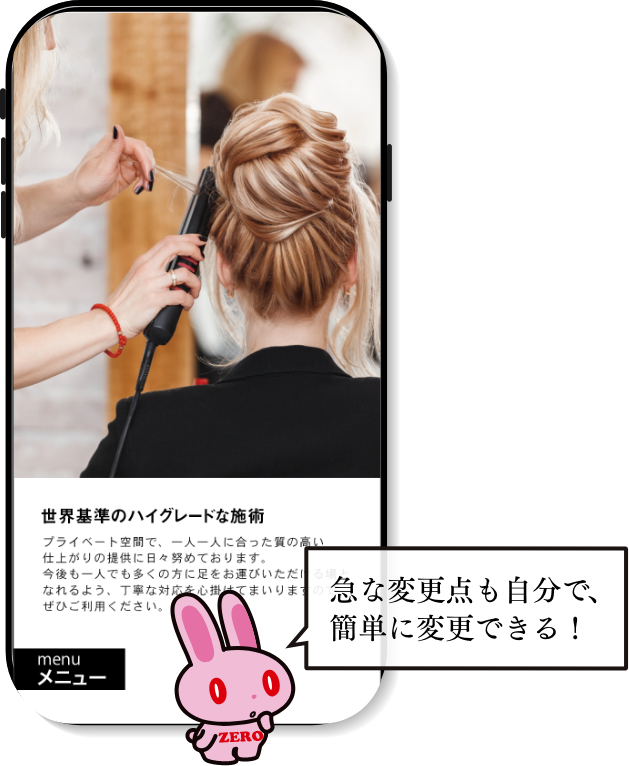 世界基準のハイグレードな施術
プライベート空間で、一人一人に合った質の高い
仕上がりの提供に日々努めております。
今後も一人でも多くの方に足をお運びいただける場と
なれるよう、丁寧な対応を心掛けてまいりますので
ぜひご利用ください。
急な変更点も自分で、
簡単に変更できる！
menu
メニュー
ZERO